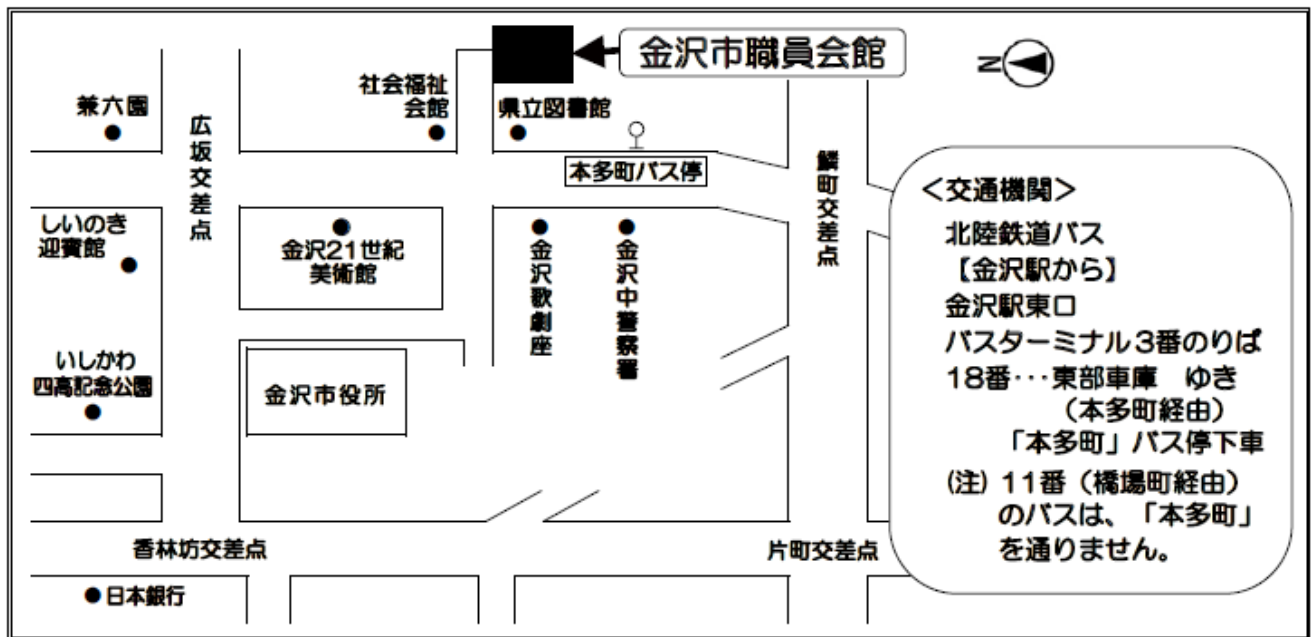 金沢市職員会館
N
社会福祉
会館
県立図書館
兼六園
広坂交差点
本多町バス停
鱗町交差点
しいのき
迎賓館
金沢21世紀
美術館
金沢歌劇座
金沢中警察署
いしかわ
四高記念公園
金沢市役所
香林坊交差点
片町交差点
日本銀行
＜交通機関＞
北陸鉄道バス
【金沢駅から】
金沢駅東口
バスターミナル３番のりば
18番…東部車庫　ゆき
（本多町経由）
「本多町」バス停下車
(注) 11番（橋場町経由）
のバスは、「本多町」
を通りません。